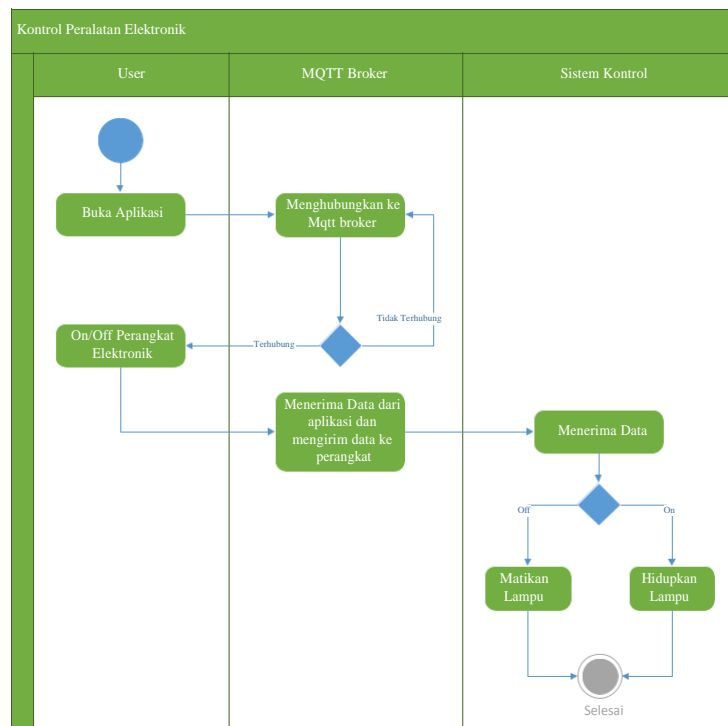 Kontrol Peralatan Elektronik
User
MQTT Broker
Sistem Kontrol
Buka Aplikasi
Menghubungkan ke
Mqtt broker
Tidak Terhubung
Terhubung
On/Off Perangkat
Elektronik
Menerima Data dari
aplikasi dan
mengirim data ke
perangkat
Menerima Data
Off
On
Matikan
Lampu
Hidupkan
Lampu
Selesai